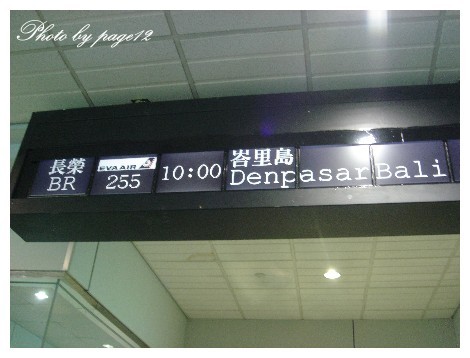 Photo by page12
長榮 EVA AIR 峇里島
BR 255 10:00 Denpasar Bali